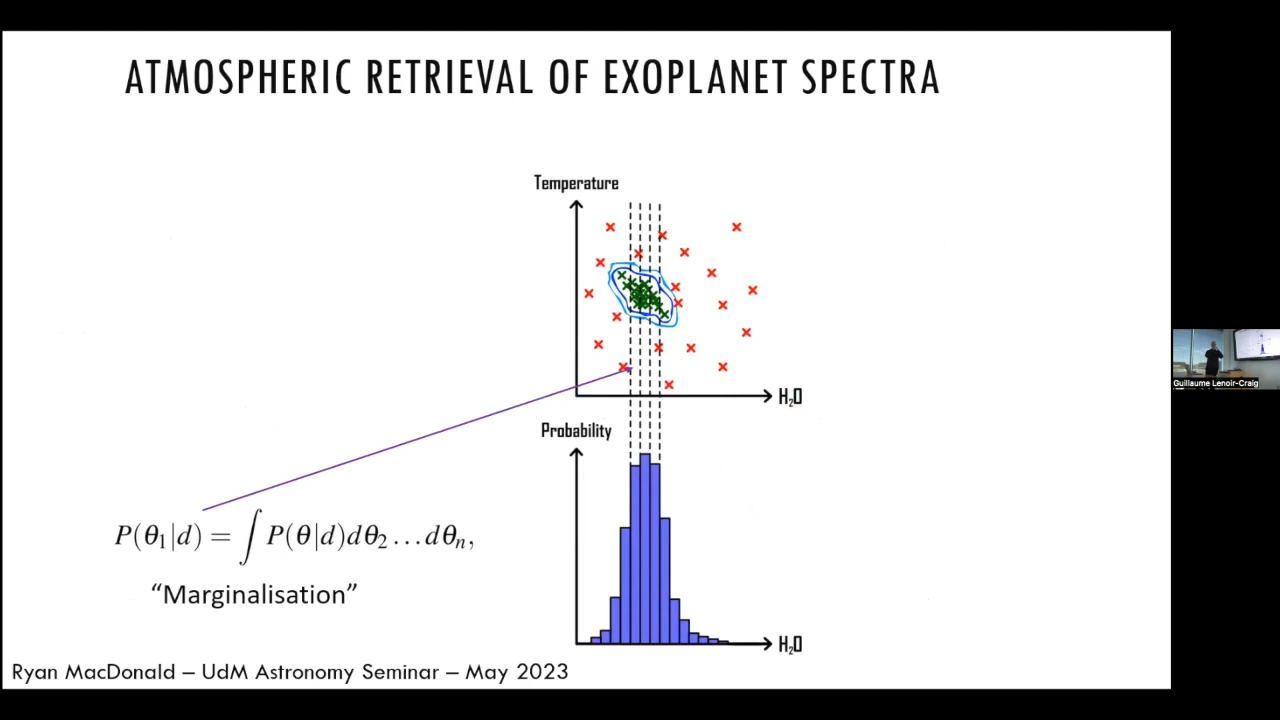 ATMOSPHERIC RETRIEVAL OF EXOPLANET SPECTRA
Temperature
H₂O
Probability
P(θ₁|d) = ∫ P(θ|d)dθ₂ ... dθₙ,
"Marginalisation"
H₂O
Ryan MacDonald – UdM Astronomy Seminar – May 2023
Guillaume Lenoir-Craig